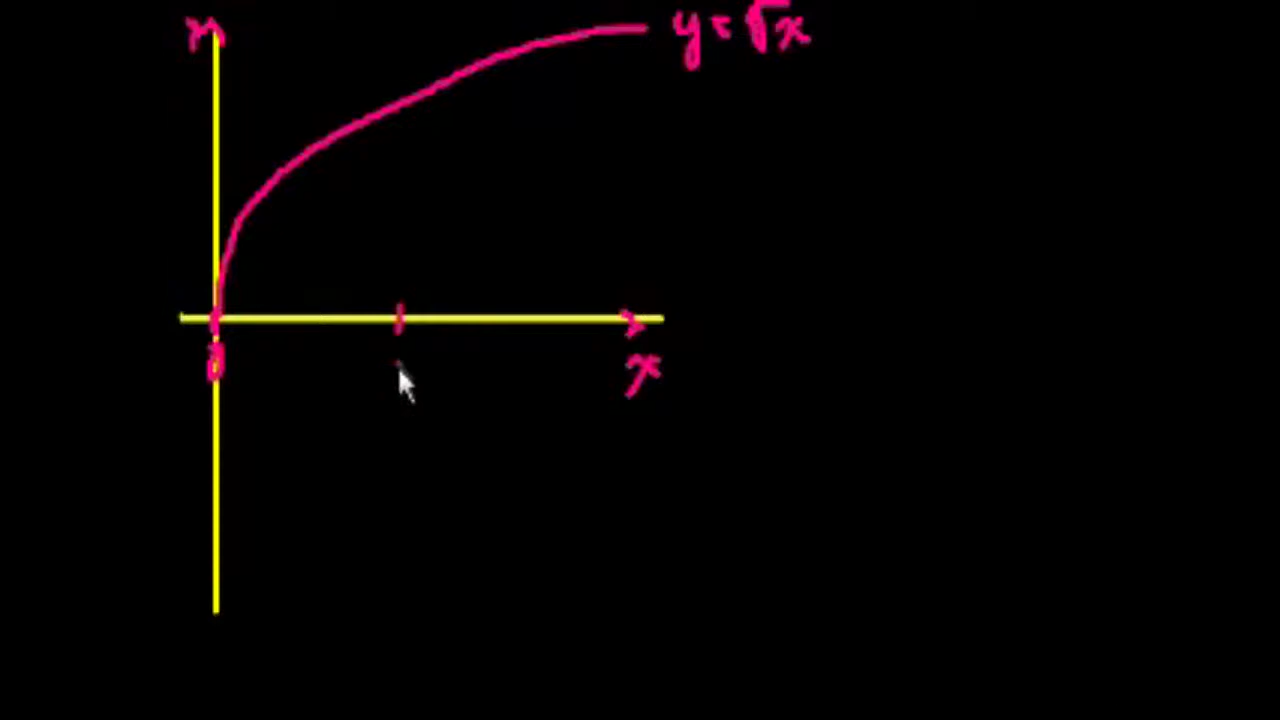 y = √x
0
x